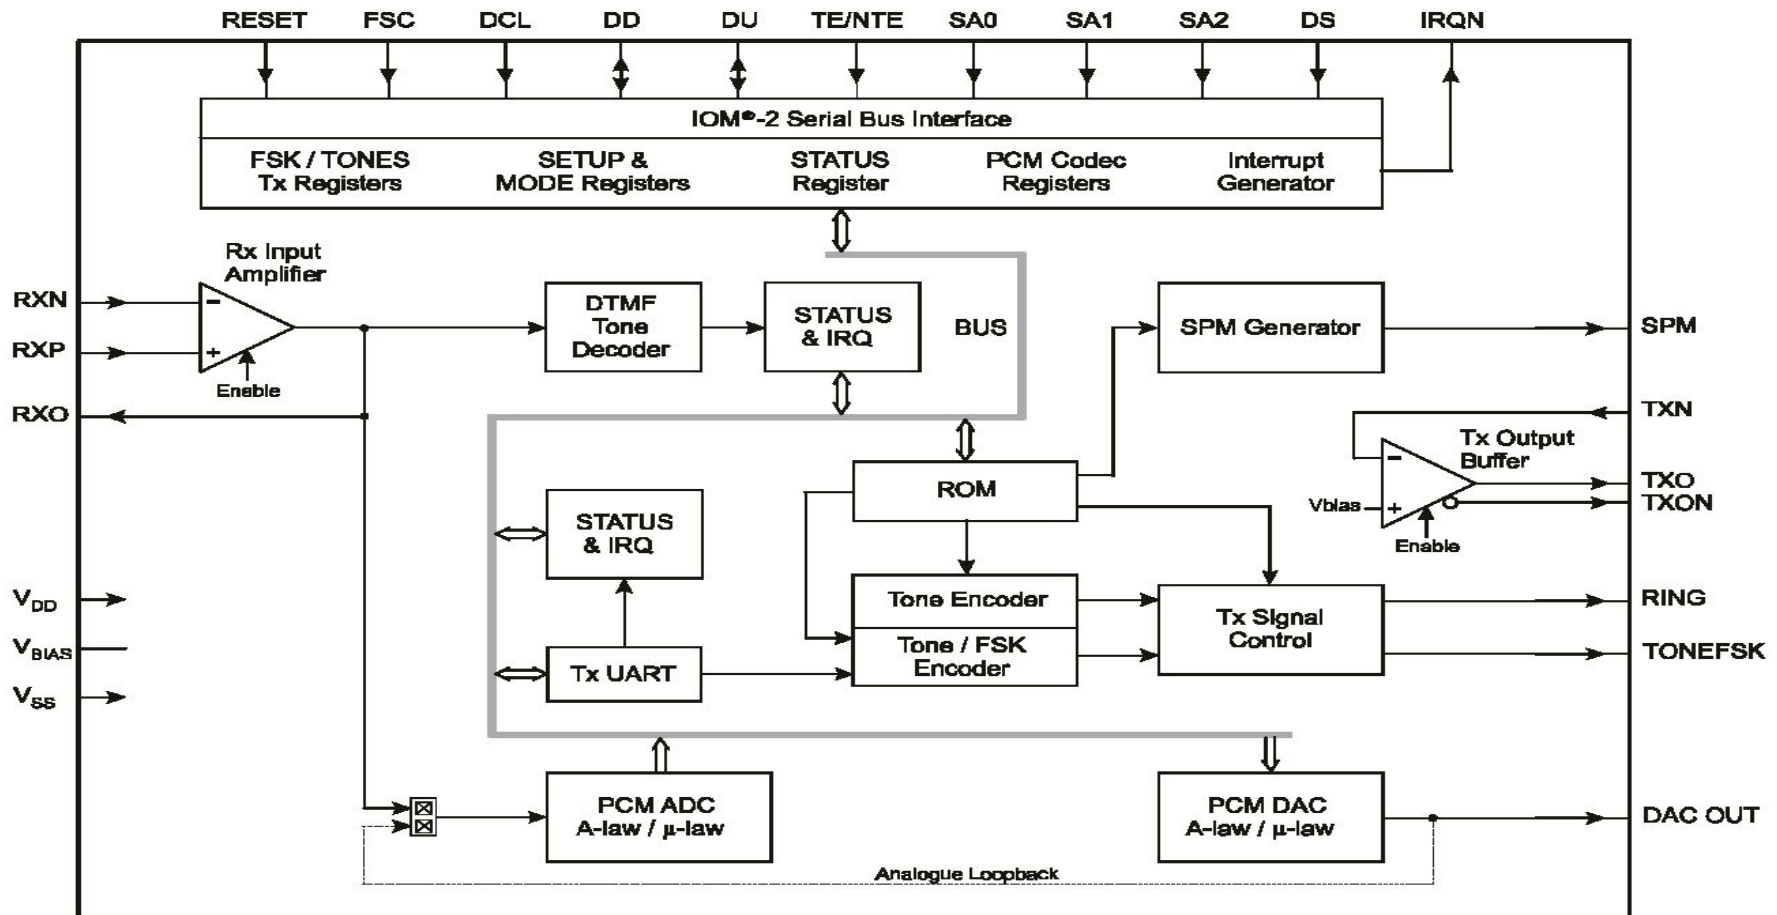 RESET FSC DCL DD DU TE/NTE SA0 SA1 SA2 DS IRQN
IOM®-2 Serial Bus Interface
FSK / TONES
Tx Registers
SETUP &
MODE Registers
STATUS
Register
PCM Codec
Registers
Interrupt
Generator
Rx Input
Amplifier
RXN
RXP
RXO
−
+
Enable
DTMF
Tone
Decoder
STATUS
& IRQ
BUS
SPM Generator
SPM
TXN
Tx Output
Buffer
−
+
Vbias
Enable
TXO
TXON
ROM
STATUS
& IRQ
VDD
VBIAS
VSS
Tone Encoder
Tone / FSK
Encoder
Tx UART
Tx Signal
Control
RING
TONEFSK
PCM ADC
A-law / µ-law
PCM DAC
A-law / µ-law
DAC OUT
Analogue Loopback